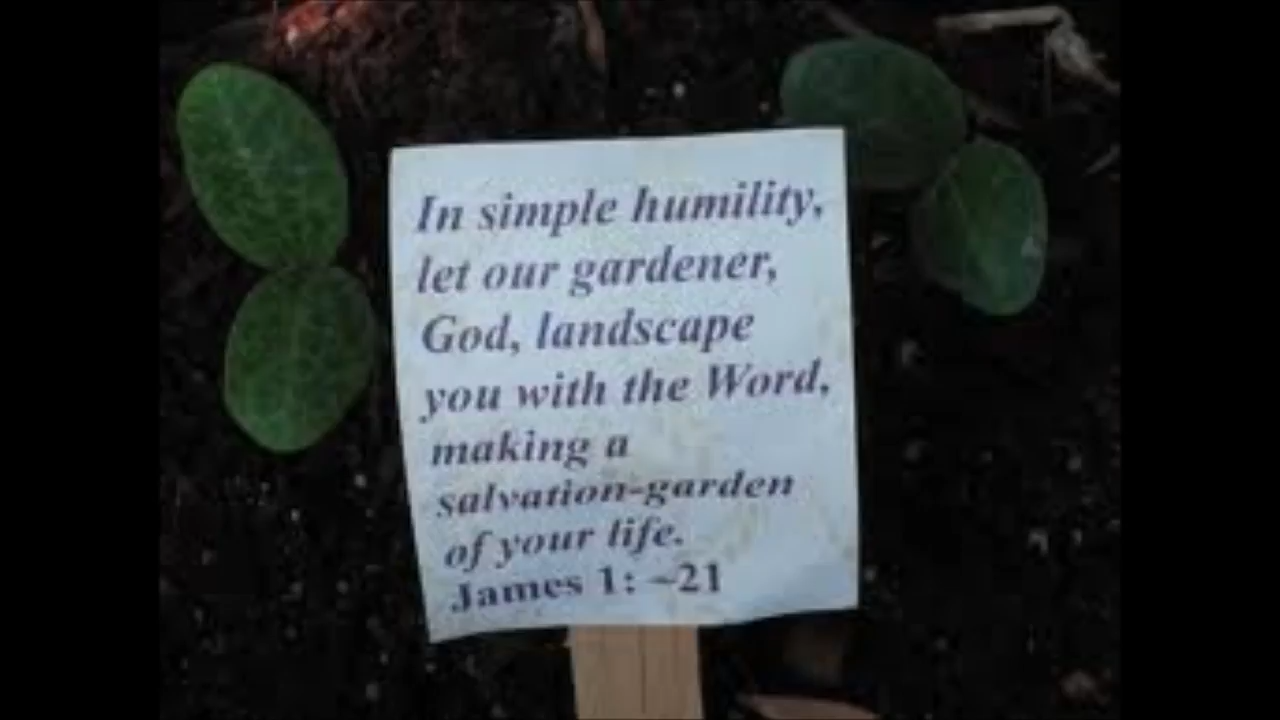 In simple humility,
let our gardener,
God, landscape
you with the Word,
making a
salvation-garden
of your life.
James 1: ~21